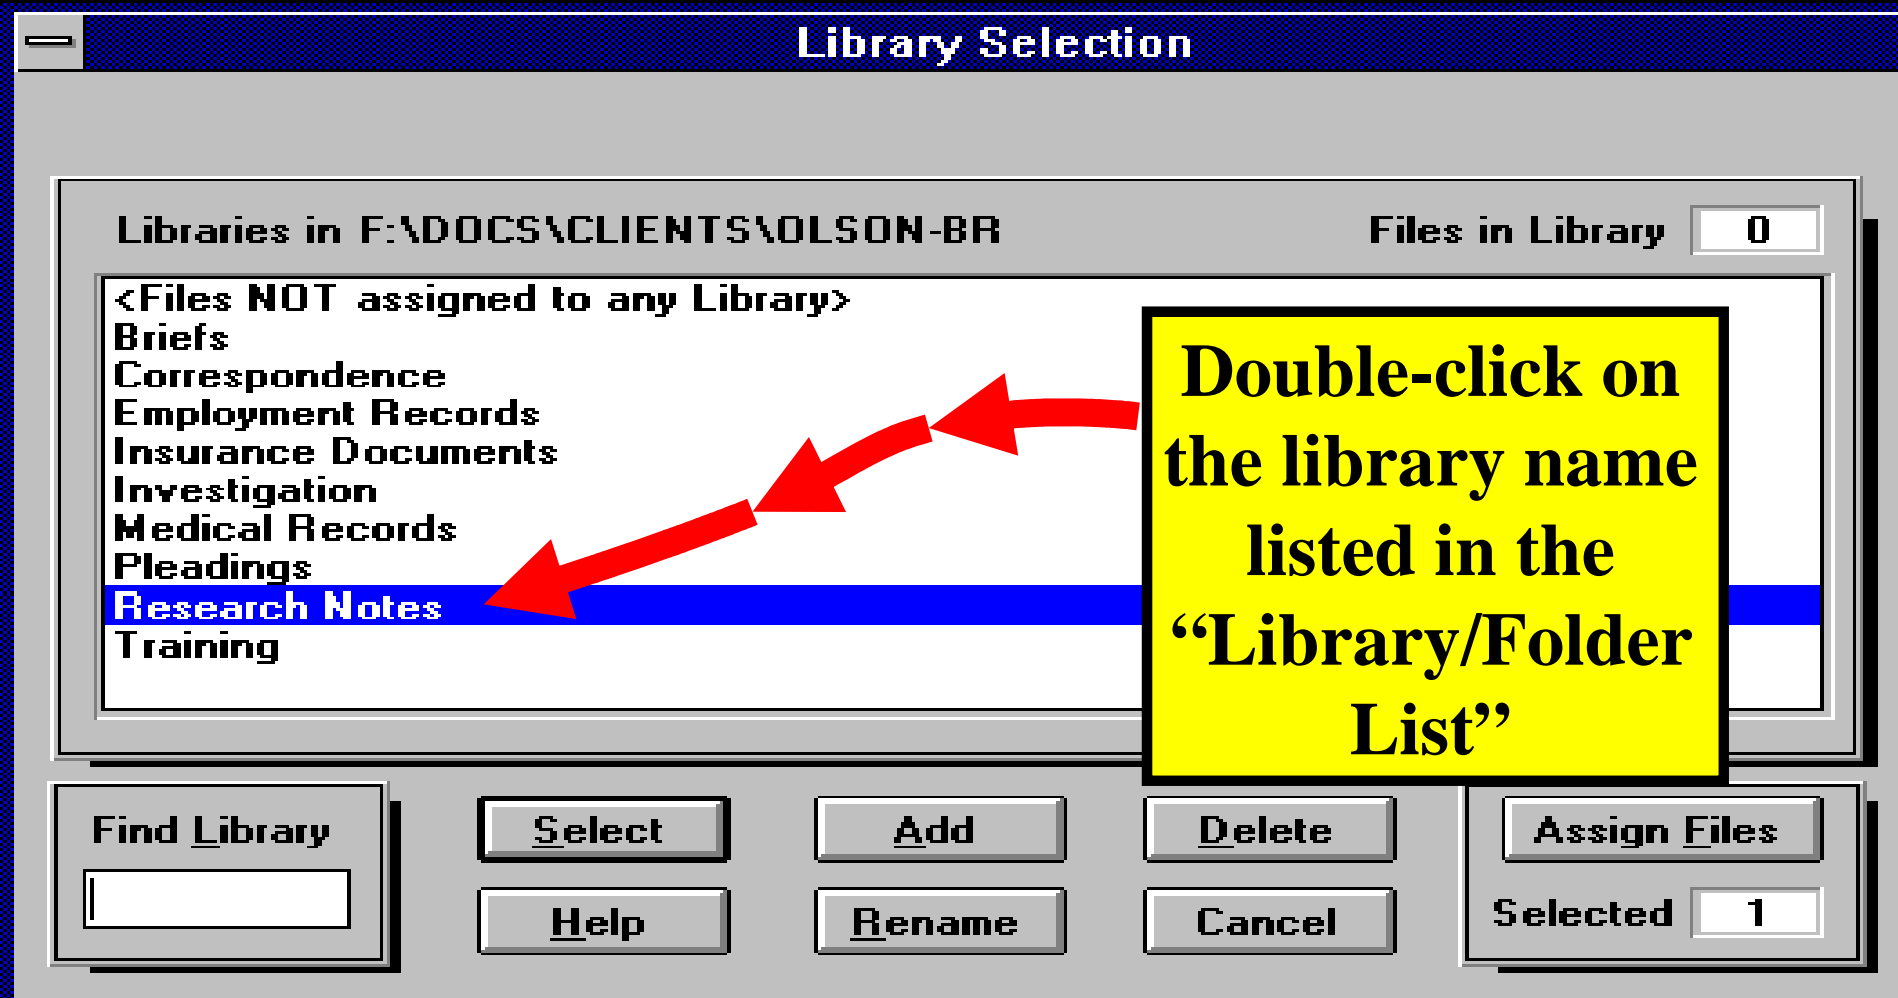 Library Selection
Libraries in F:\DOCS\CLIENTS\OLSON-BR
Files in Library 0
<Files NOT assigned to any Library>
Briefs
Correspondence
Employment Records
Insurance Documents
Investigation
Medical Records
Pleadings
Research Notes
Training
Double-click on
the library name
listed in the
“Library/Folder
List”
Find Library
Select
Add
Delete
Assign Files
Help
Rename
Cancel
Selected 1